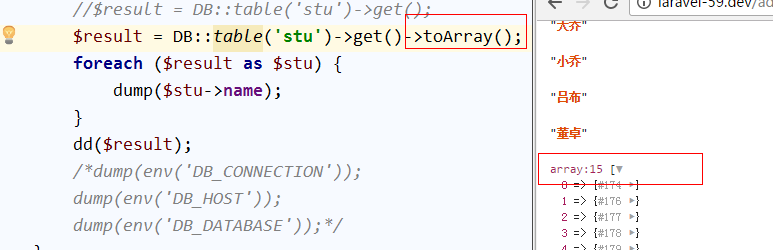 //$result = DB::table('stu')->get();
$result = DB::table('stu')->get()->toArray();
foreach ($result as $stu) {
dump($stu->name);
}
dd($result);
/*dump(env('DB_CONNECTION'));
dump(env('DB_HOST'));
dump(env('DB_DATABASE'));*/
}
laravel-59.dev/ad
"大乔"
"小乔"
"吕布"
"董卓"
array:15 [▼
0 => {#174 ▶}
1 => {#176 ▶}
2 => {#177 ▶}
3 => {#178 ▶}
4 => {#179 ▶}